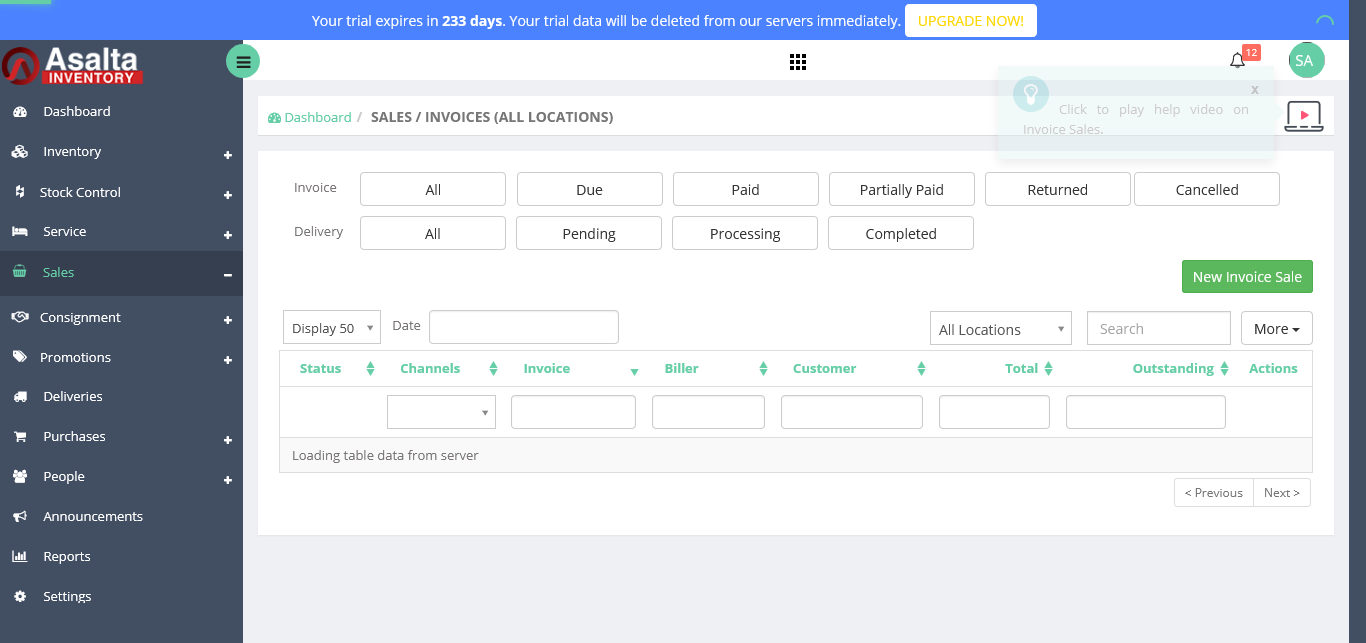 Your trial expires in 233 days. Your trial data will be deleted from our servers immediately. UPGRADE NOW!
Asalta
INVENTORY
12
SA
Dashboard
Inventory
Stock Control
Service
Sales
Consignment
Promotions
Deliveries
Purchases
People
Announcements
Reports
Settings
Dashboard / SALES / INVOICES (ALL LOCATIONS)
x
Click to play help video on
Invoice Sales.
Invoice All Due Paid Partially Paid Returned Cancelled
Delivery All Pending Processing Completed
New Invoice Sale
Display 50 Date All Locations Search More
Status Channels Invoice Biller Customer Total Outstanding Actions
Loading table data from server
< Previous Next >